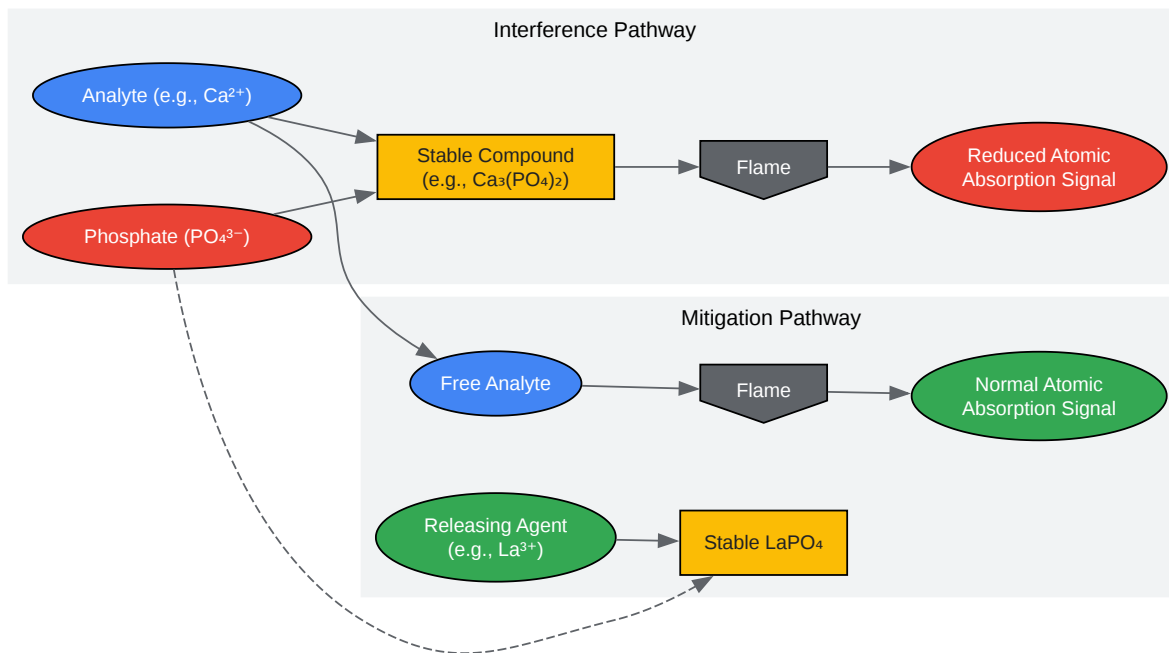 Interference Pathway
Analyte (e.g., Ca²⁺)
Stable Compound
(e.g., Ca₃(PO₄)₂)
Flame
Reduced Atomic
Absorption Signal
Phosphate (PO₄³⁻)
Mitigation Pathway
Free Analyte
Flame
Normal Atomic
Absorption Signal
Releasing Agent
(e.g., La³⁺)
Stable LaPO₄